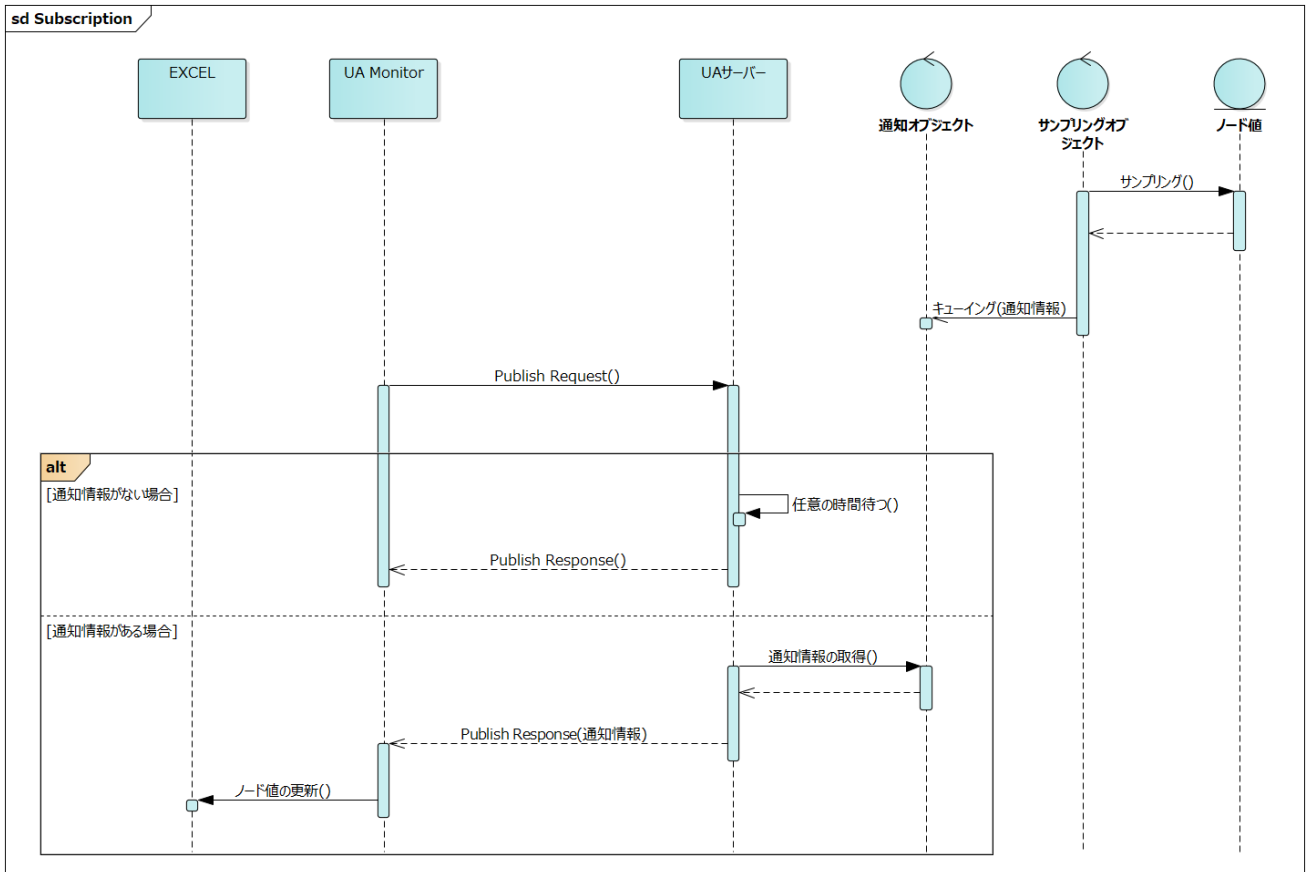 sd Subscription
EXCEL
UA Monitor
UAサーバー
通知オブジェクト
サンプリングオブ
ジェクト
ノード値
サンプリング()
キューイング(通知情報)
Publish Request()
alt
[通知情報がない場合]
任意の時間待つ()
Publish Response()
[通知情報がある場合]
通知情報の取得()
Publish Response(通知情報)
ノード値の更新()